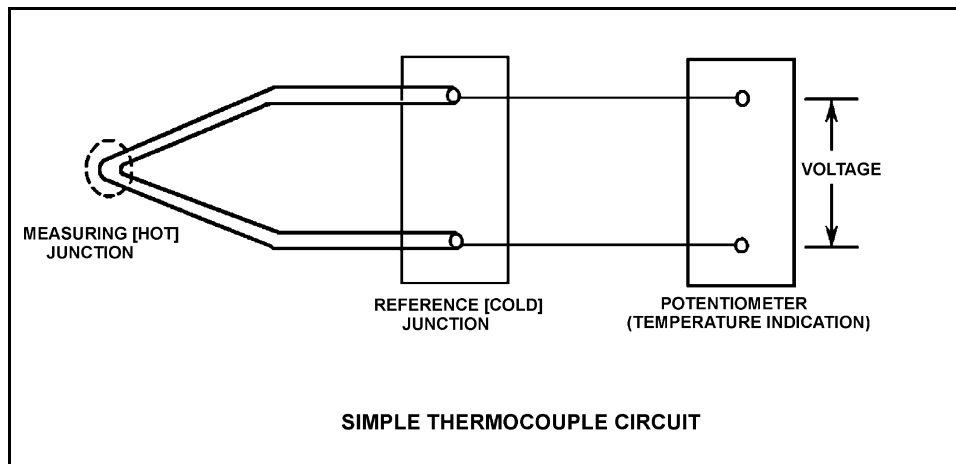 MEASURING [HOT]
JUNCTION
REFERENCE [COLD]
JUNCTION
VOLTAGE
POTENTIOMETER
(TEMPERATURE INDICATION)
SIMPLE THERMOCOUPLE CIRCUIT